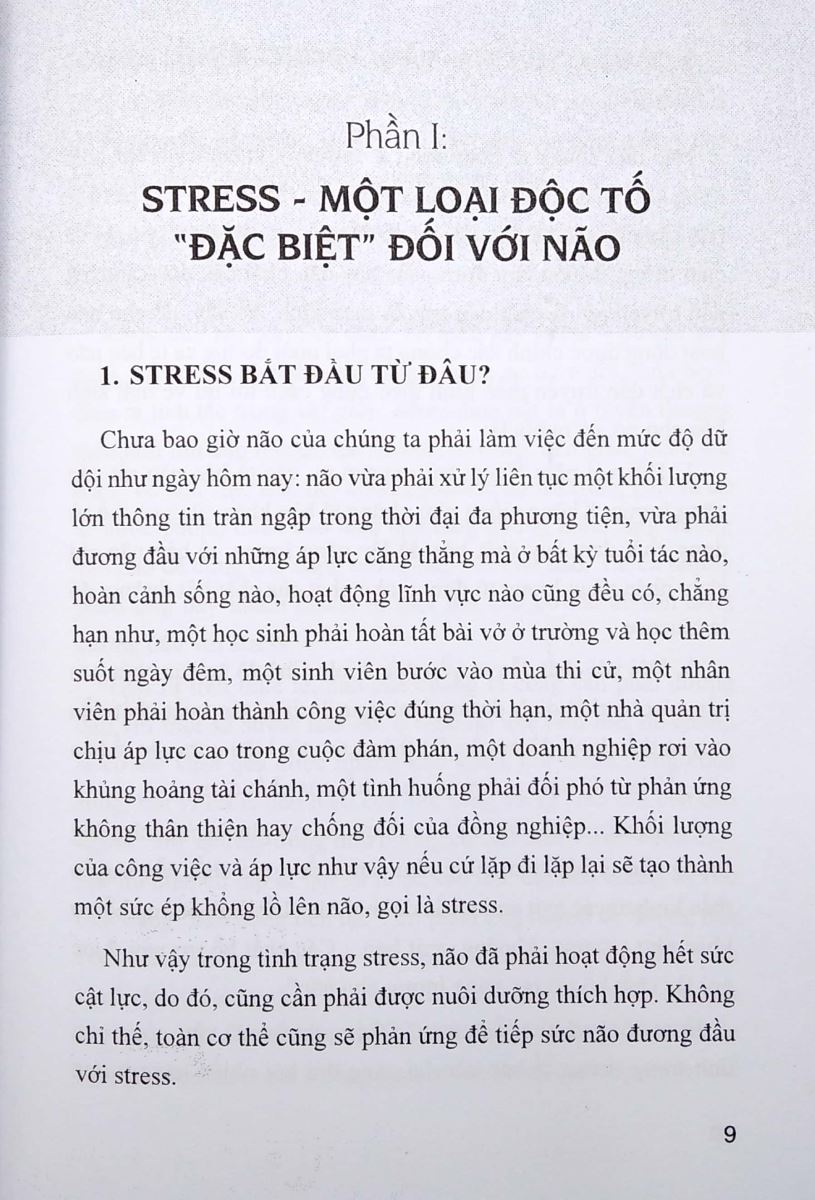 Phần I:
STRESS - MỘT LOẠI ĐỘC TỐ
"ĐẶC BIỆT" ĐỐI VỚI NÃO
1. STRESS BẮT ĐẦU TỪ ĐÂU?
Chưa bao giờ não của chúng ta phải làm việc đến mức độ dữ
dội như ngày hôm nay: não vừa phải xử lý liên tục một khối lượng
lớn thông tin tràn ngập trong thời đại đa phương tiện, vừa phải
đương đầu với những áp lực căng thẳng mà ở bất kỳ tuổi tác nào,
hoàn cảnh sống nào, hoạt động lĩnh vực nào cũng đều có, chẳng
hạn như, một học sinh phải hoàn tất bài vở ở trường và học thêm
suốt ngày đêm, một sinh viên bước vào mùa thi cử, một nhân
viên phải hoàn thành công việc đúng thời hạn, một nhà quản trị
chịu áp lực cao trong cuộc đàm phán, một doanh nghiệp rơi vào
khủng hoảng tài chánh, một tình huống phải đối phó từ phản ứng
không thân thiện hay chống đối của đồng nghiệp... Khối lượng
của công việc và áp lực như vậy nếu cứ lặp đi lặp lại sẽ tạo thành
một sức ép khổng lồ lên não, gọi là stress.
Như vậy trong tình trạng stress, não đã phải hoạt động hết sức
cật lực, do đó, cũng cần phải được nuôi dưỡng thích hợp. Không
chỉ thế, toàn cơ thể cũng sẽ phản ứng để tiếp sức não đương đầu
với stress.
9